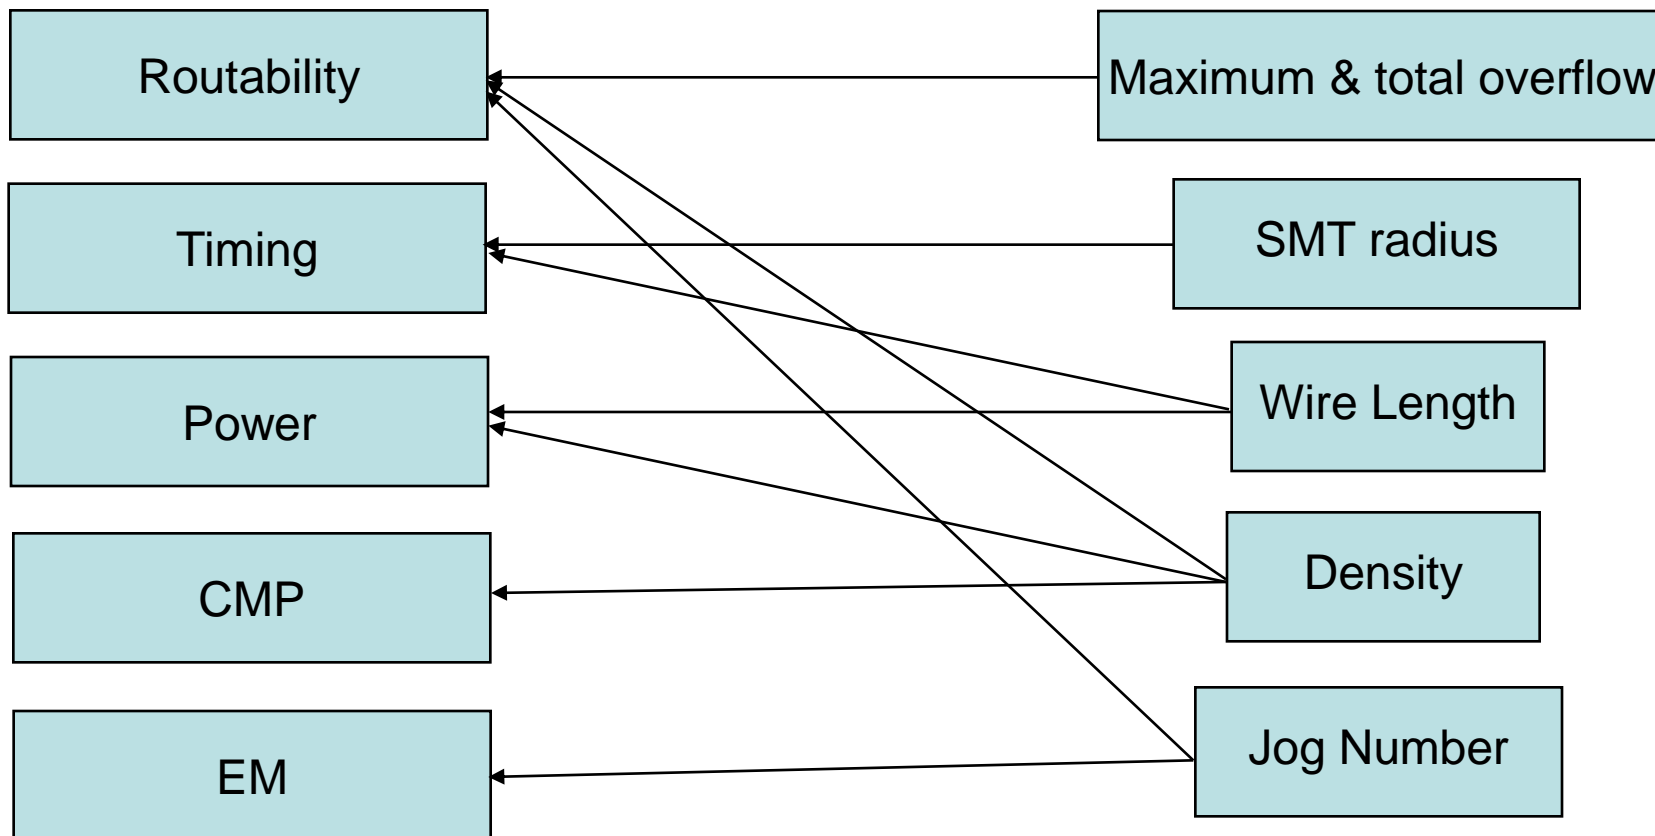 Routability
Maximum & total overflow
Timing
SMT radius
Power
Wire Length
CMP
Density
EM
Jog Number